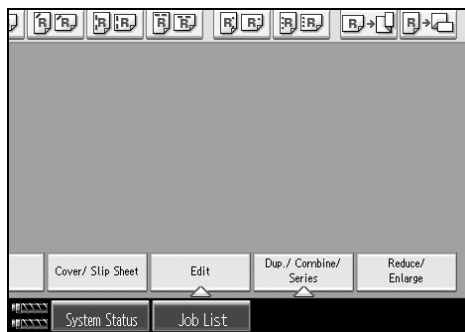 R R R R R R R R R R R R R
Cover/ Slip Sheet
Edit
Dup./ Combine/
Series
Reduce/
Enlarge
System Status
Job List